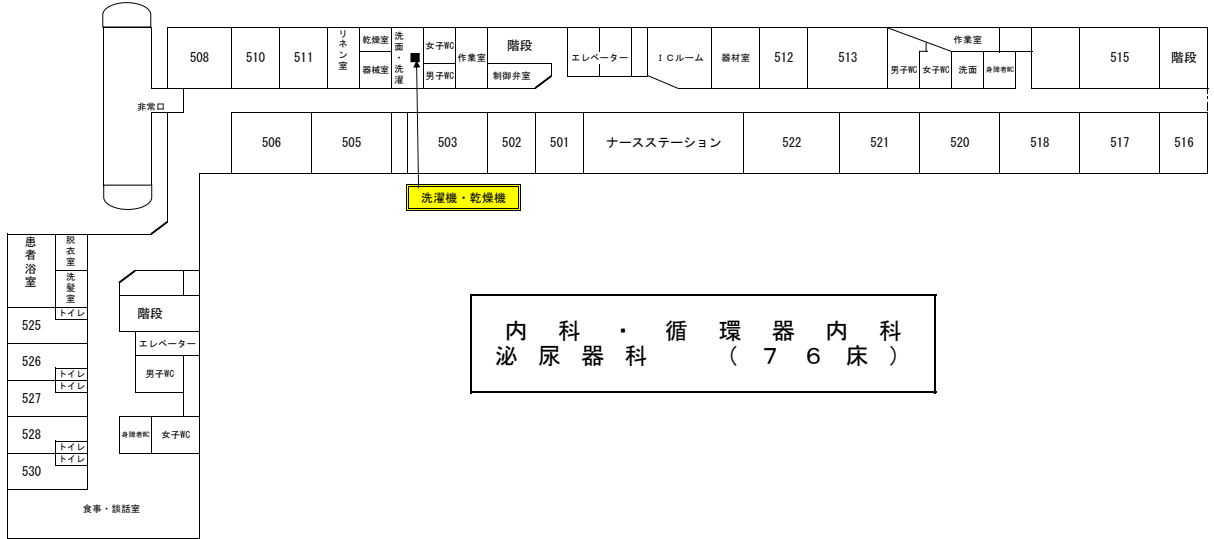 508
510
511
リネン室
乾燥室
器械室
洗面・洗濯
女子WC
男子WC
作業室
階段
制御弁室
エレベーター
ICルーム
器材室
512
513
作業室
男子WC
女子WC
洗面
身障者WC
515
階段
非常口
506
505
503
502
501
ナースステーション
522
521
520
518
517
516
洗濯機・乾燥機
患者浴室
脱衣室
洗髪室
トイレ
525
階段
エレベーター
526
トイレ
男子WC
トイレ
527
528
トイレ
身障者WC
女子WC
トイレ
530
食事・談話室
内科・循環器内科
泌尿器科 (76床)